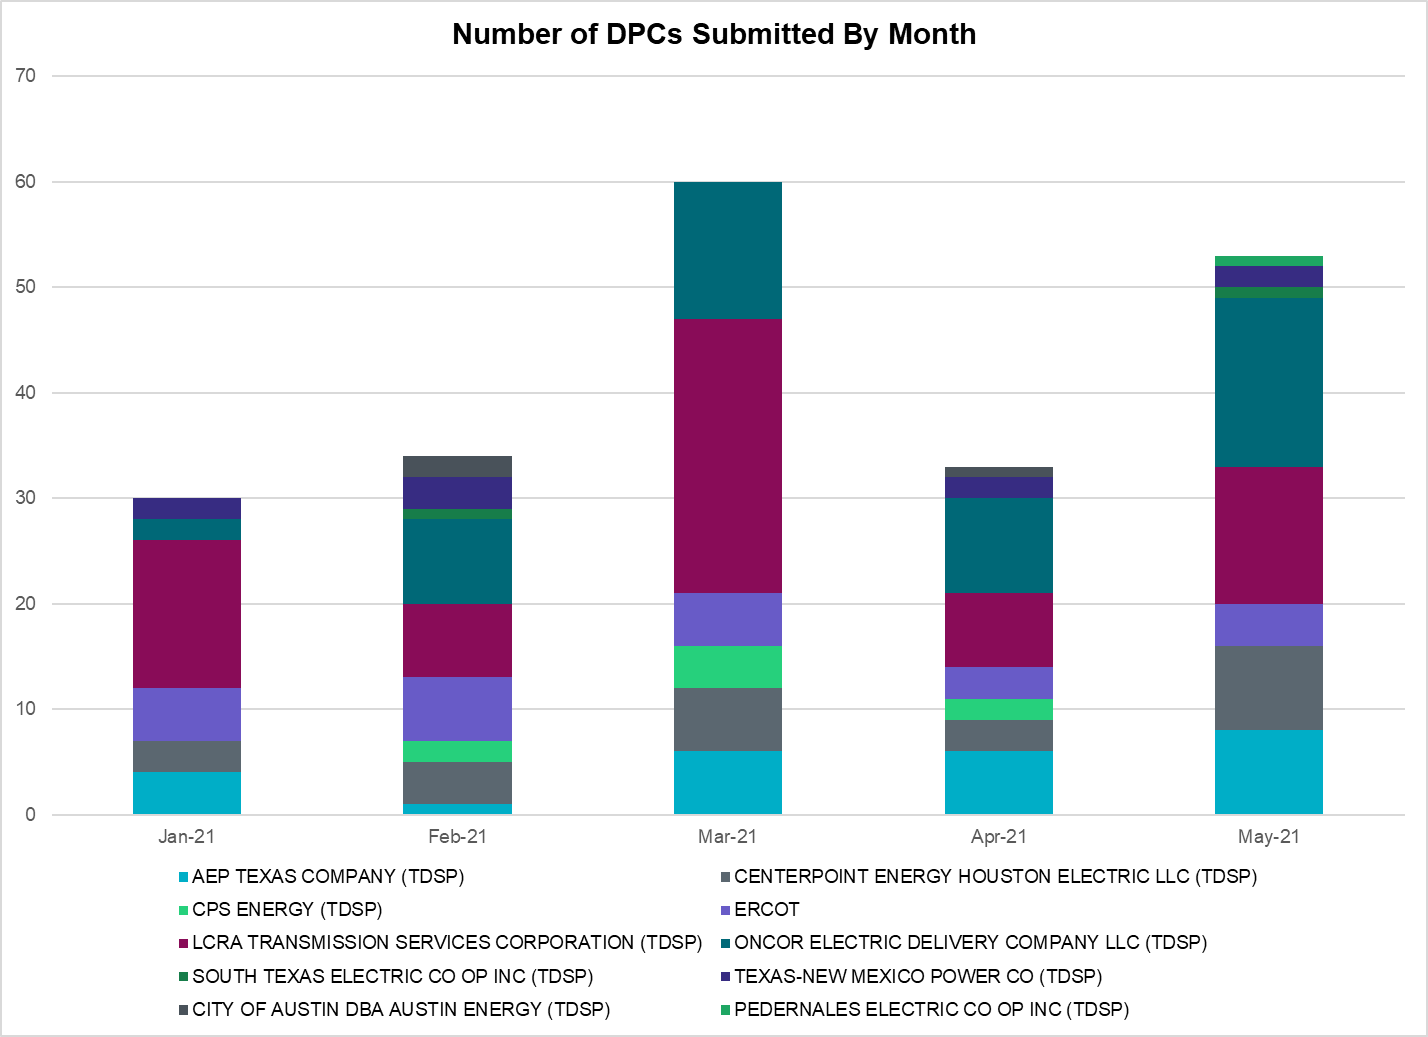 Number of DPCs Submitted By Month
70
60
50
40
30
20
10
0
Jan-21 Feb-21 Mar-21 Apr-21 May-21
AEP TEXAS COMPANY (TDSP) CENTERPOINT ENERGY HOUSTON ELECTRIC LLC (TDSP)
CPS ENERGY (TDSP) ERCOT
LCRA TRANSMISSION SERVICES CORPORATION (TDSP) ONCOR ELECTRIC DELIVERY COMPANY LLC (TDSP)
SOUTH TEXAS ELECTRIC CO OP INC (TDSP) TEXAS-NEW MEXICO POWER CO (TDSP)
CITY OF AUSTIN DBA AUSTIN ENERGY (TDSP) PEDERNALES ELECTRIC CO OP INC (TDSP)